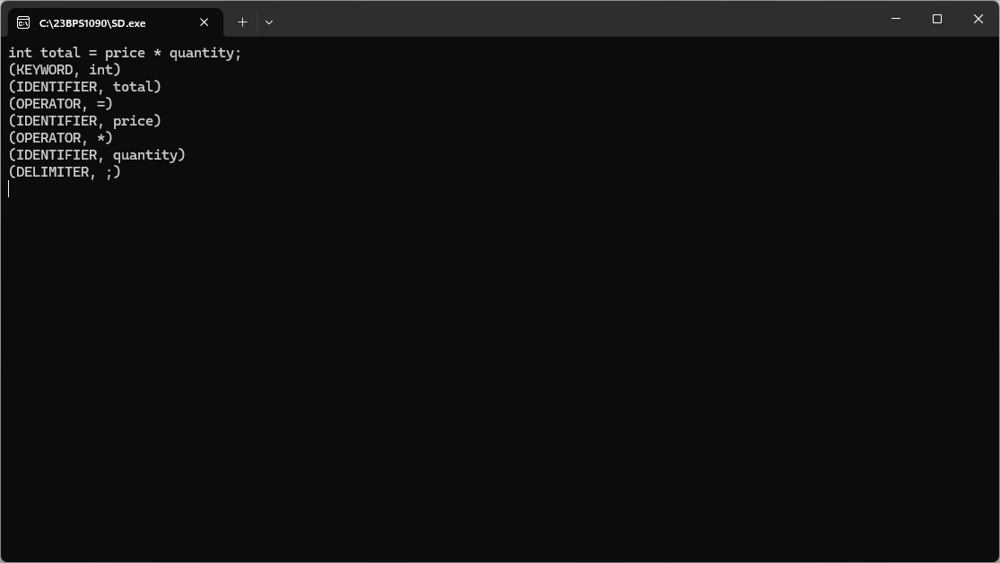 C:\23BPS1090\SD.exe
int total = price * quantity;
(KEYWORD, int)
(IDENTIFIER, total)
(OPERATOR, =)
(IDENTIFIER, price)
(OPERATOR, *)
(IDENTIFIER, quantity)
(DELIMITER, ;)